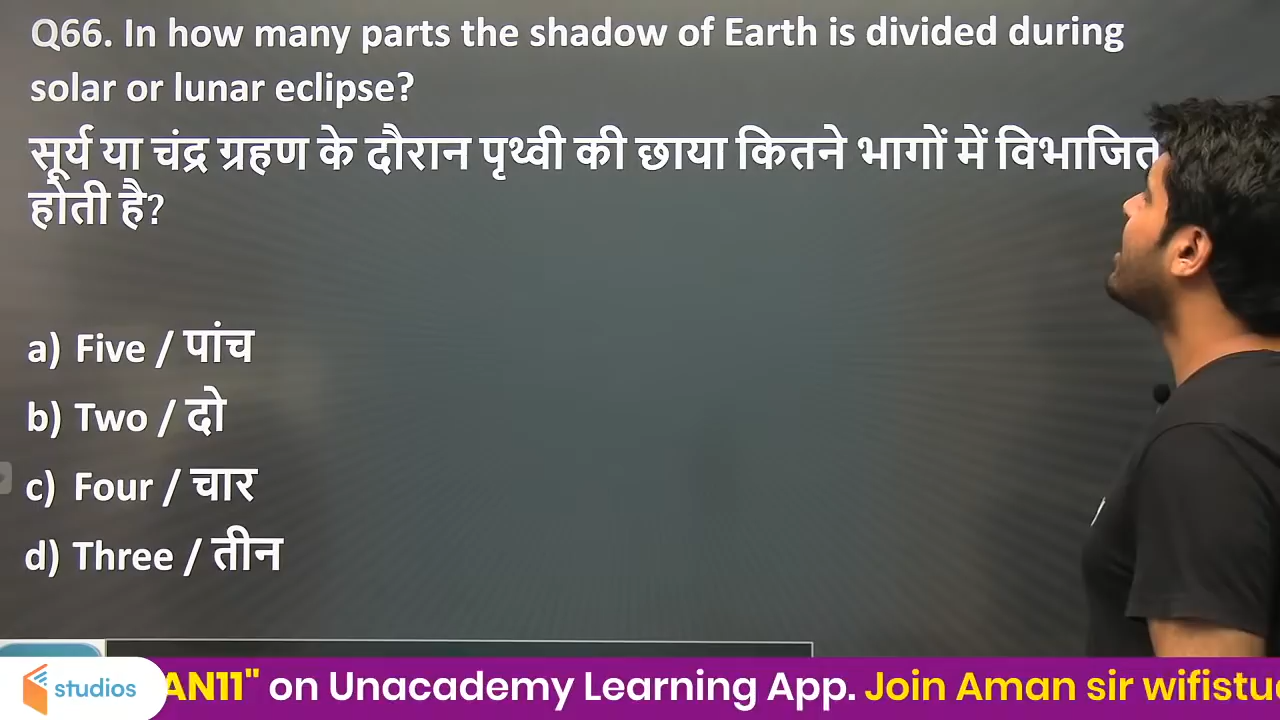 Q66. In how many parts the shadow of Earth is divided during
solar or lunar eclipse?
सूर्य या चंद्र ग्रहण के दौरान पृथ्वी की छाया कितने भागों में विभाजित
होती है?
a) Five / पांच
b) Two / दो
c) Four / चार
d) Three / तीन
studios AN11" on Unacademy Learning App. Join Aman sir wifistu